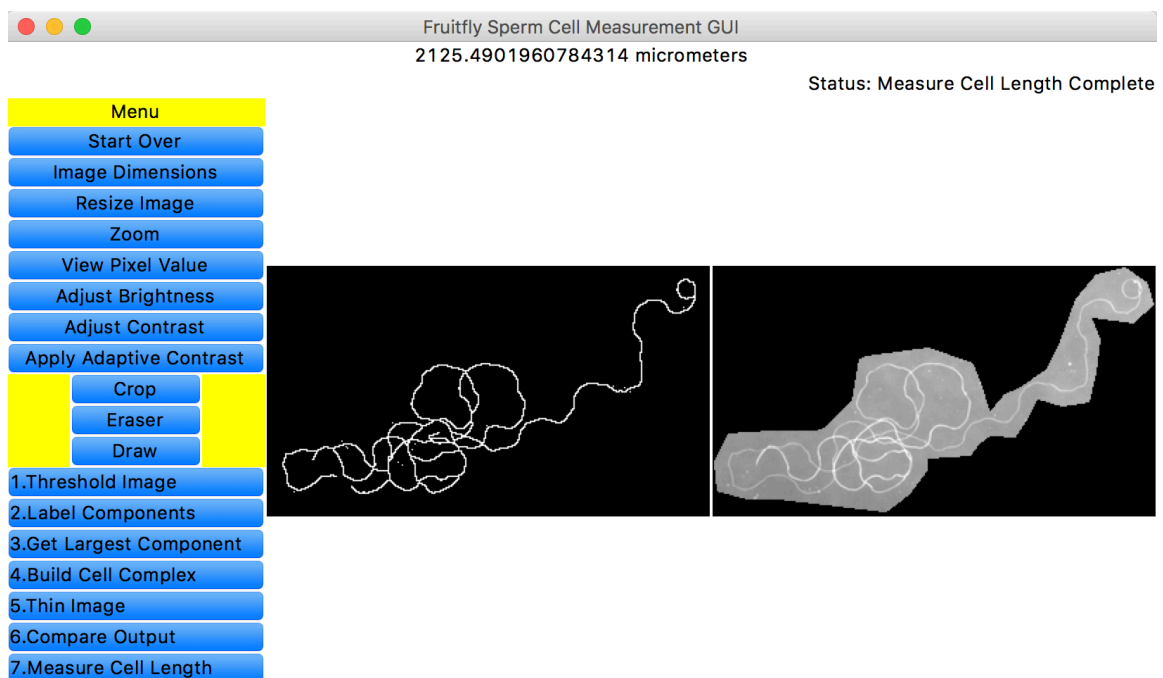 Fruitfly Sperm Cell Measurement GUI
2125.4901960784314 micrometers
Status: Measure Cell Length Complete
Menu
Start Over
Image Dimensions
Resize Image
Zoom
View Pixel Value
Adjust Brightness
Adjust Contrast
Apply Adaptive Contrast
Crop
Eraser
Draw
1.Threshold Image
2.Label Components
3.Get Largest Component
4.Build Cell Complex
5.Thin Image
6.Compare Output
7.Measure Cell Length